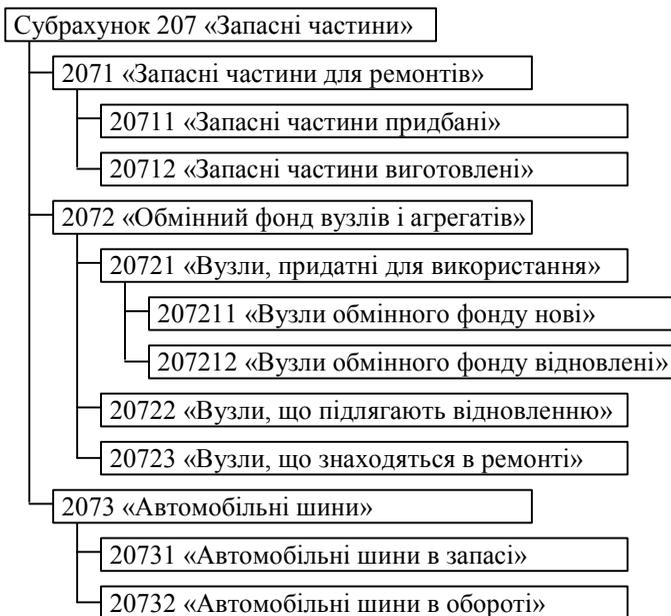 Субрахунок 207 «Запасні частини»
2071 «Запасні частини для ремонтів»
20711 «Запасні частини придбані»
20712 «Запасні частини виготовлені»
2072 «Обмінний фонд вузлів і агрегатів»
20721 «Вузли, придатні для використання»
207211 «Вузли обмінного фонду нові»
207212 «Вузли обмінного фонду відновлені»
20722 «Вузли, що підлягають відновленню»
20723 «Вузли, що знаходяться в ремонті»
2073 «Автомобільні шини»
20731 «Автомобільні шини в запасі»
20732 «Автомобільні шини в обороті»